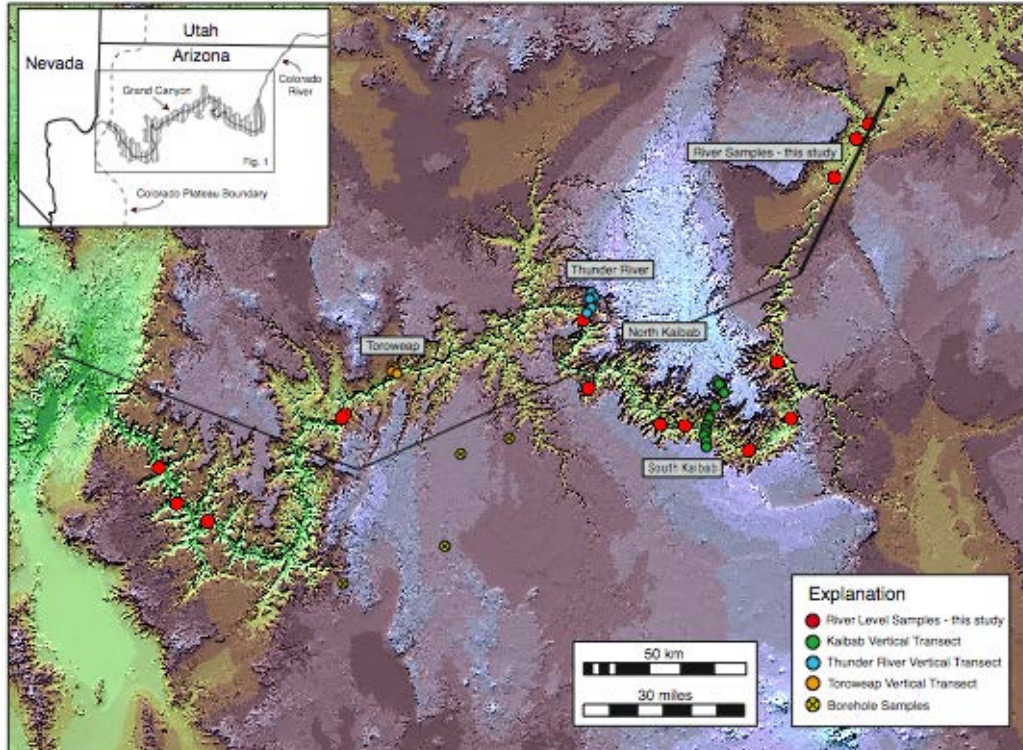 Utah
Arizona
Nevada
Colorado
River
Grand Canyon
Fig. 1
Colorado Plateau Boundary
A
River Samples - this study
Thunder River
North Kaibab
Toroweap
A
South Kaibab
Explanation
River Level Samples - this study
Kaibab Vertical Transect
Thunder River Vertical Transect
Toroweap Vertical Transect
Borehole Samples
50 km
30 miles